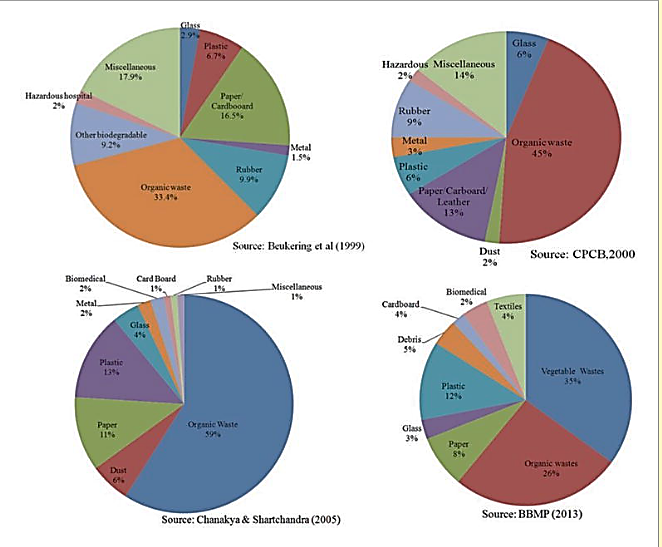 Glass
2.9%
Plastic
6.7%
Paper/
Cardbooard
16.5%
Metal
1.5%
Rubber
9.9%
Organic waste
33.4%
Other biodegradable
9.2%
Hazardous hospital
2%
Miscellaneous
17.9%
Source: Beukering et al (1999)
Glass
6%
Organic waste
45%
Dust
2%
Paper/Carboard/
Leather
13%
Plastic
6%
Metal
3%
Rubber
9%
Hazardous
2%
Miscellaneous
14%
Source: CPCB,2000
Biomedical
2%
Card Board
1%
Rubber
1%
Miscellaneous
1%
Metal
2%
Glass
4%
Plastic
13%
Paper
11%
Dust
6%
Organic Waste
59%
Source: Chanakya & Shartchandra (2005)
Biomedical
2%
Textiles
4%
Cardboard
4%
Debris
5%
Plastic
12%
Glass
3%
Paper
8%
Organic wastes
26%
Vegetable Wastes
35%
Source: BBMP (2013)